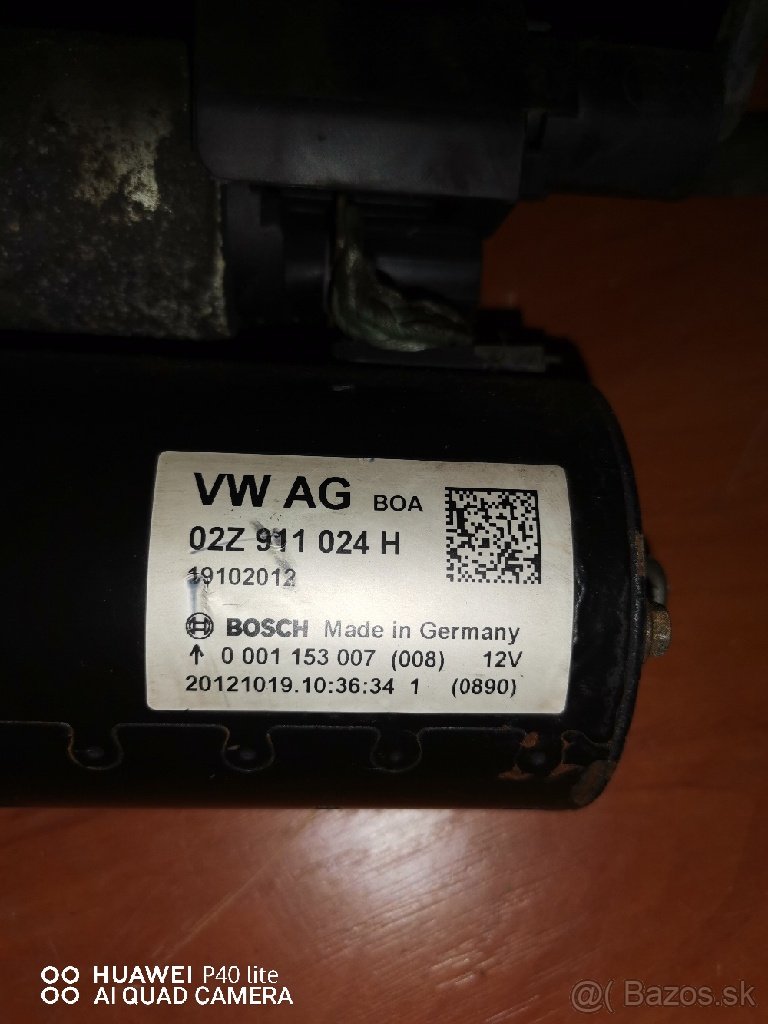 VW AG BOA
02Z 911 024 H
19102012
BOSCH Made in Germany
↑ 0 001 153 007 (008) 12V
20121019.10:36:34 1 (0890)
HUAWEI P40 lite
AI QUAD CAMERA
@( Bazos.sk